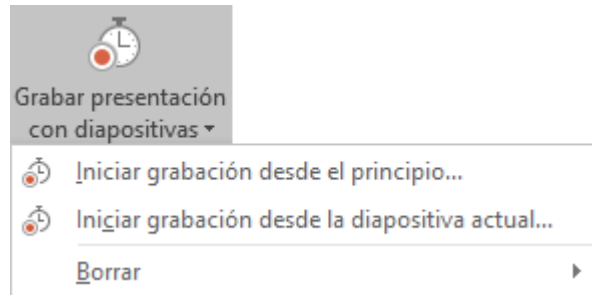 Grabar presentación
con diapositivas
Iniciar grabación desde el principio...
Iniciar grabación desde la diapositiva actual...
Borrar